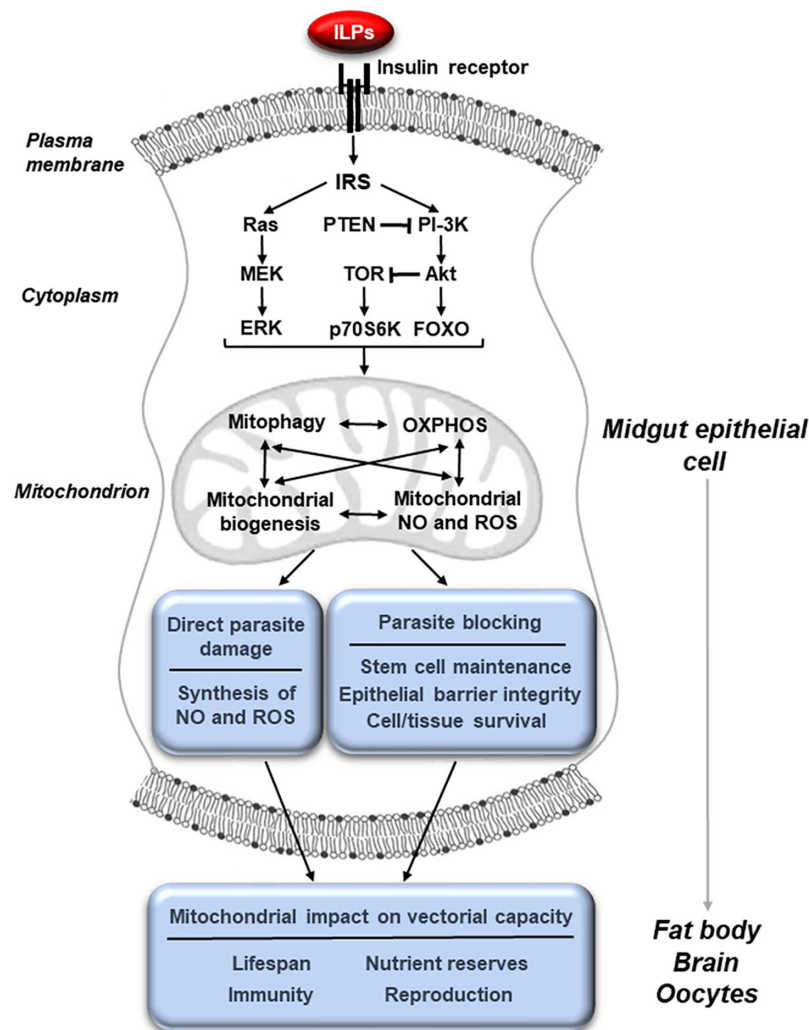 ILPs
Insulin receptor
Plasma
membrane
IRS
Ras
PTEN
PI-3K
MEK
TOR
Akt
Cytoplasm
ERK
p70S6K
FOXO
Mitophagy
OXPHOS
Midgut epithelial
cell
Mitochondrion
Mitochondrial
biogenesis
Mitochondrial
NO and ROS
Direct parasite
damage
Synthesis of
NO and ROS
Parasite blocking
Stem cell maintenance
Epithelial barrier integrity
Cell/tissue survival
Mitochondrial impact on vectorial capacity
Lifespan
Nutrient reserves
Immunity
Reproduction
Fat body
Brain
Oocytes